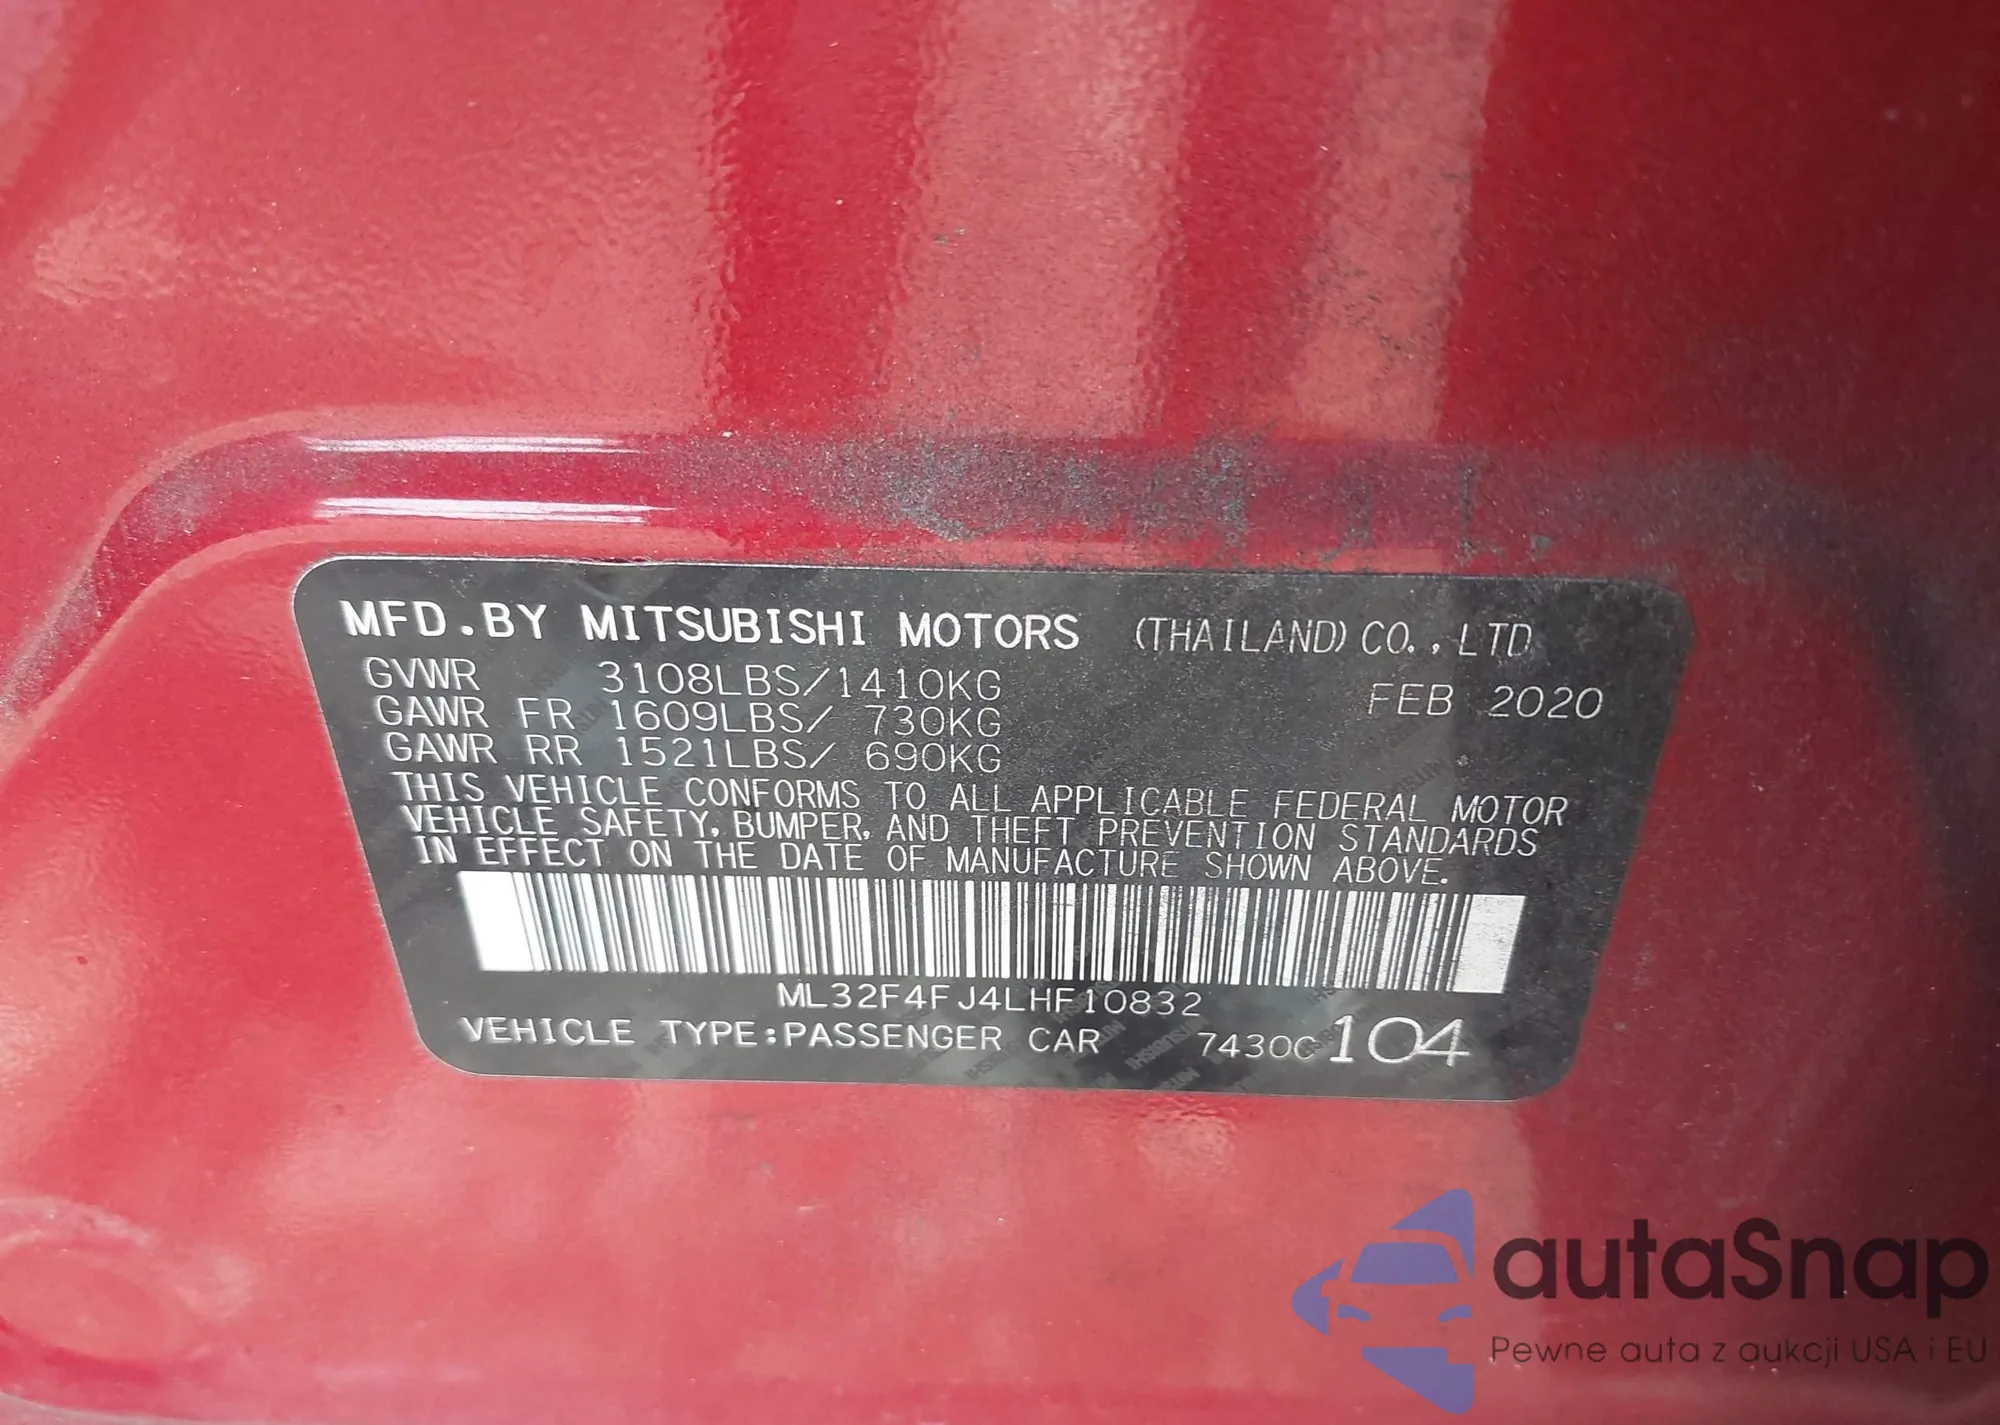 MFD.BY MITSUBISHI MOTORS (THAILAND) CO.,LTD
GVWR 3108LBS/1410KG FEB 2020
GAWR FR 1609LBS/ 730KG
GAWR RR 1521LBS/ 690KG
THIS VEHICLE CONFORMS TO ALL APPLICABLE FEDERAL MOTOR
VEHICLE SAFETY, BUMPER, AND THEFT PREVENTION STANDARDS
IN EFFECT ON THE DATE OF MANUFACTURE SHOWN ABOVE.
ML32F4FJ4LHF10832
VEHICLE TYPE:PASSENGER CAR 7430C 104
autaSnap
Pewne auta z aukcji USA i EU